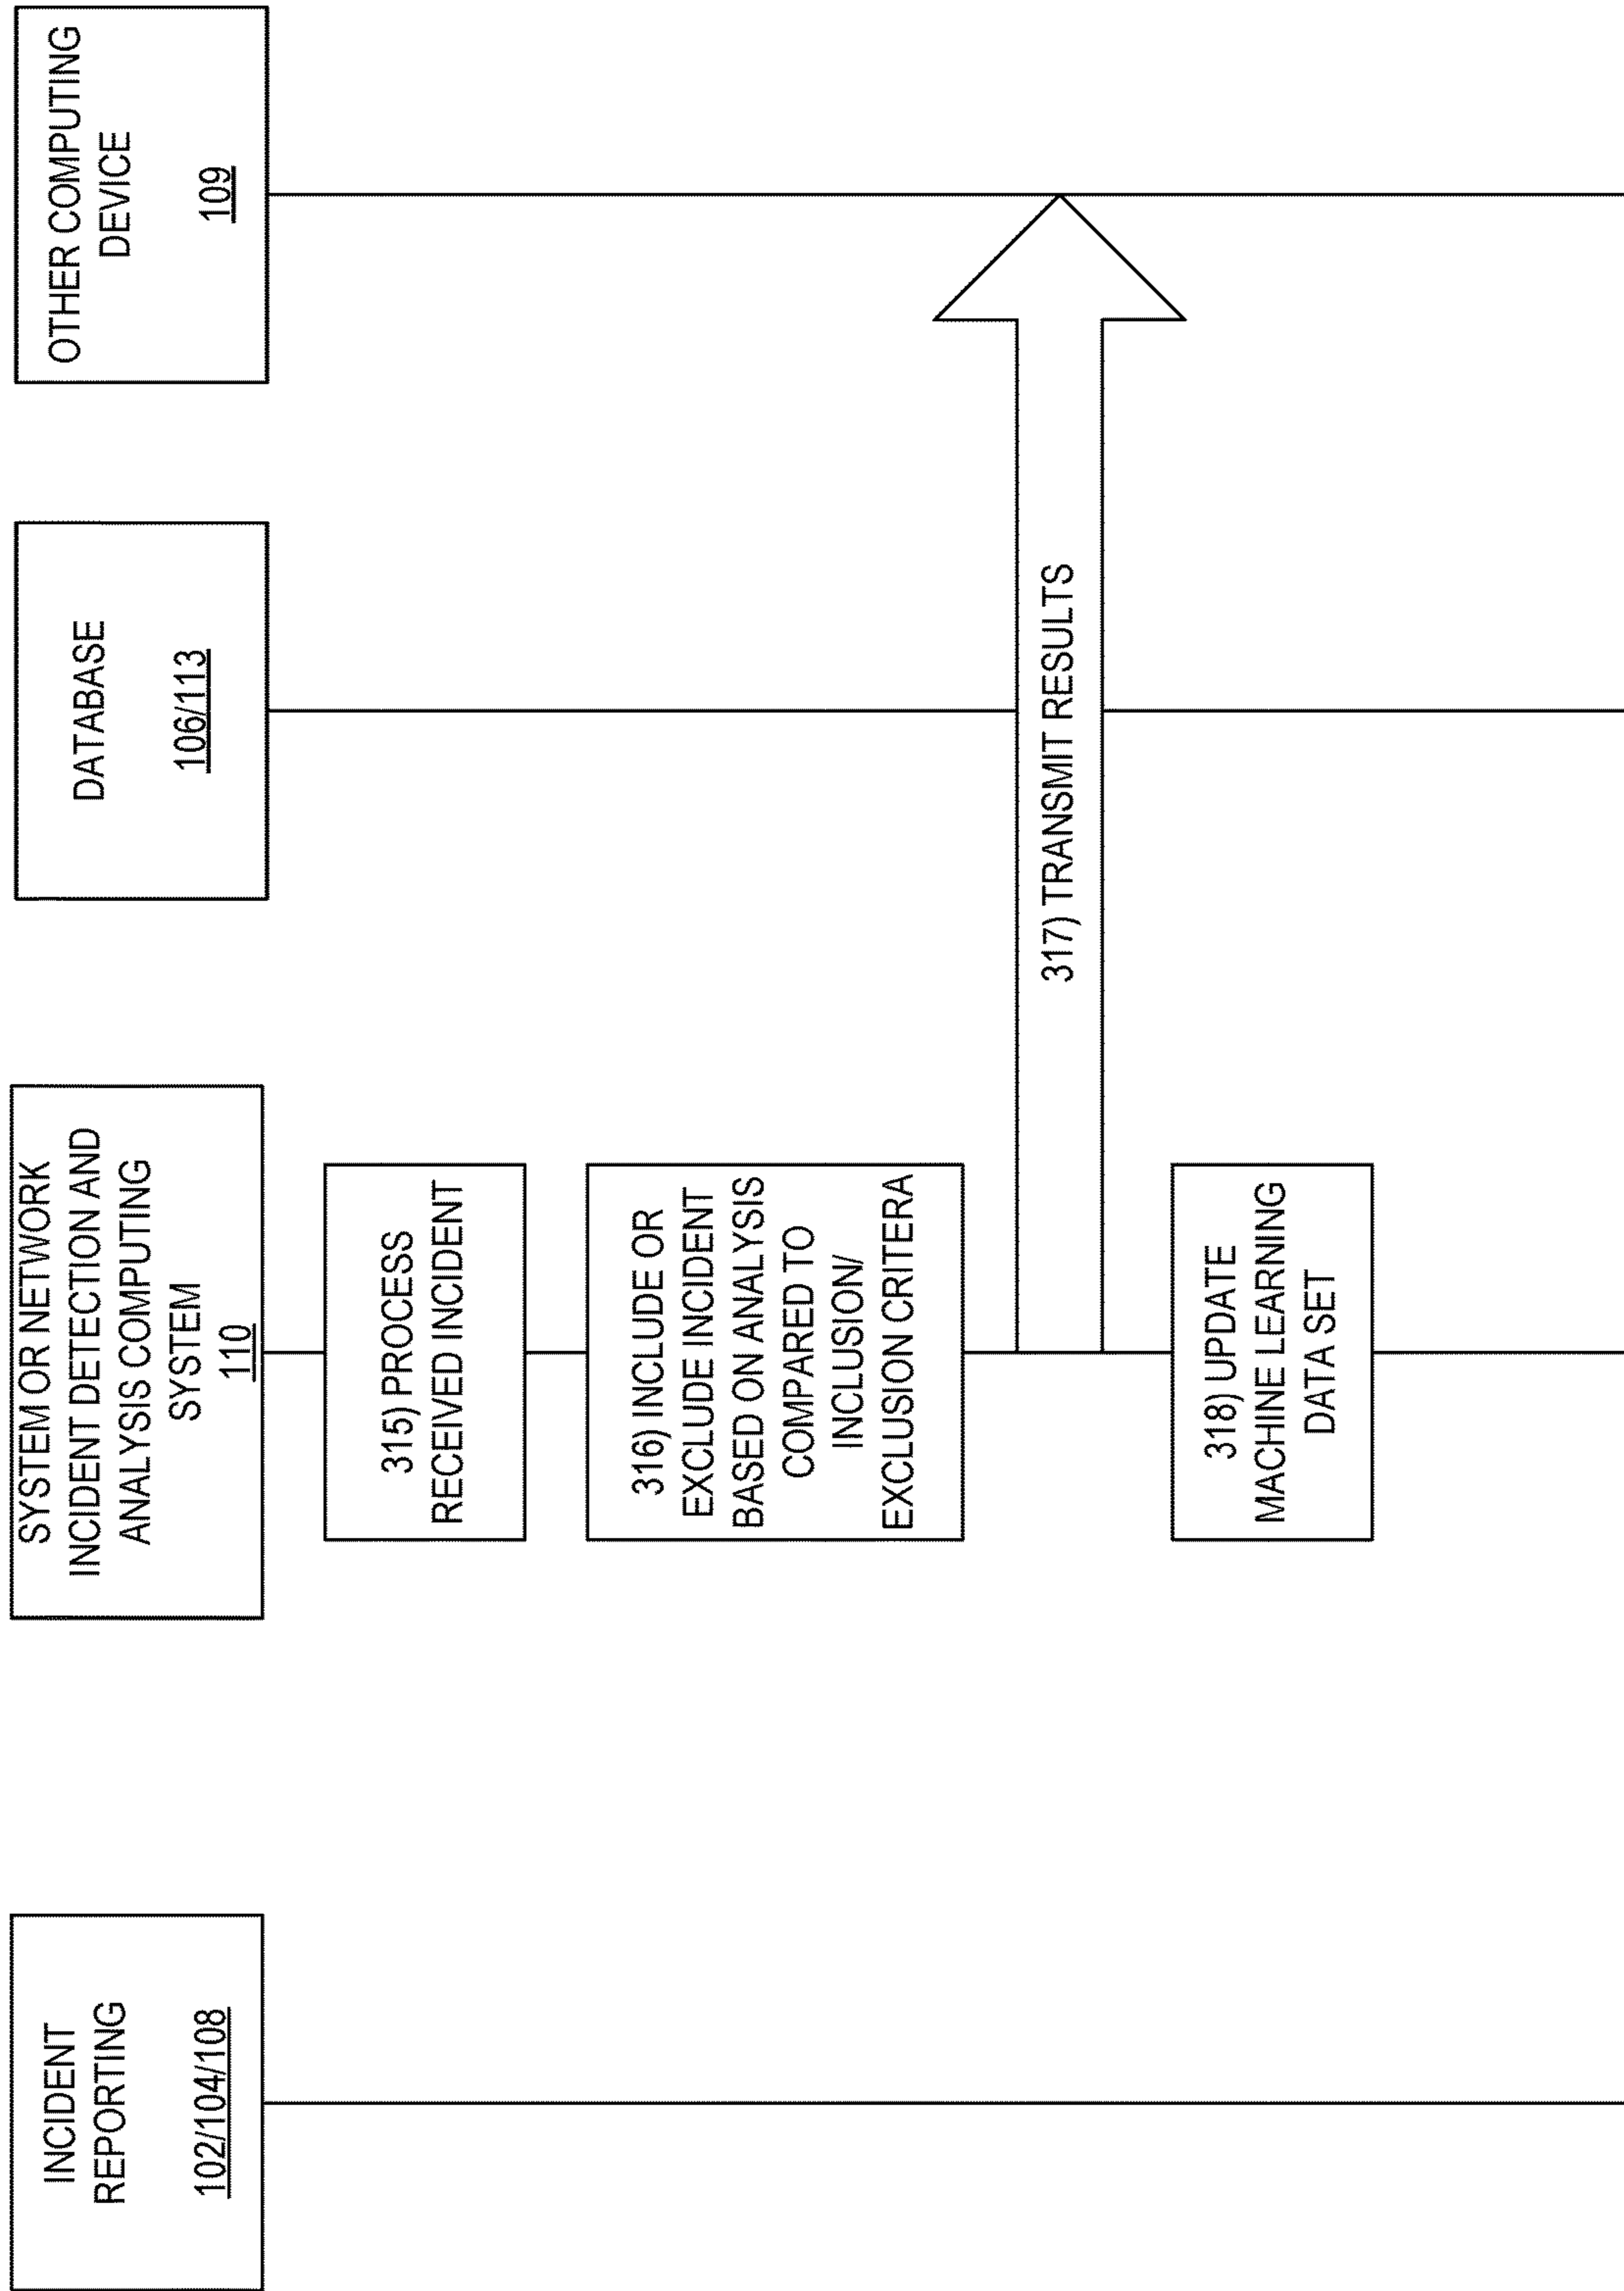 INCIDENT
REPORTING
102/104/108
SYSTEM OR NETWORK
INCIDENT DETECTION AND
ANALYSIS COMPUTING
SYSTEM
110
DATABASE
106/113
OTHER COMPUTING
DEVICE
109
315) PROCESS
RECEIVED INCIDENT
316) INCLUDE OR
EXCLUDE INCIDENT
BASED ON ANALYSIS
COMPARED TO
INCLUSION/
EXCLUSION CRITERA
317) TRANSMIT RESULTS
318) UPDATE
MACHINE LEARNING
DATA SET